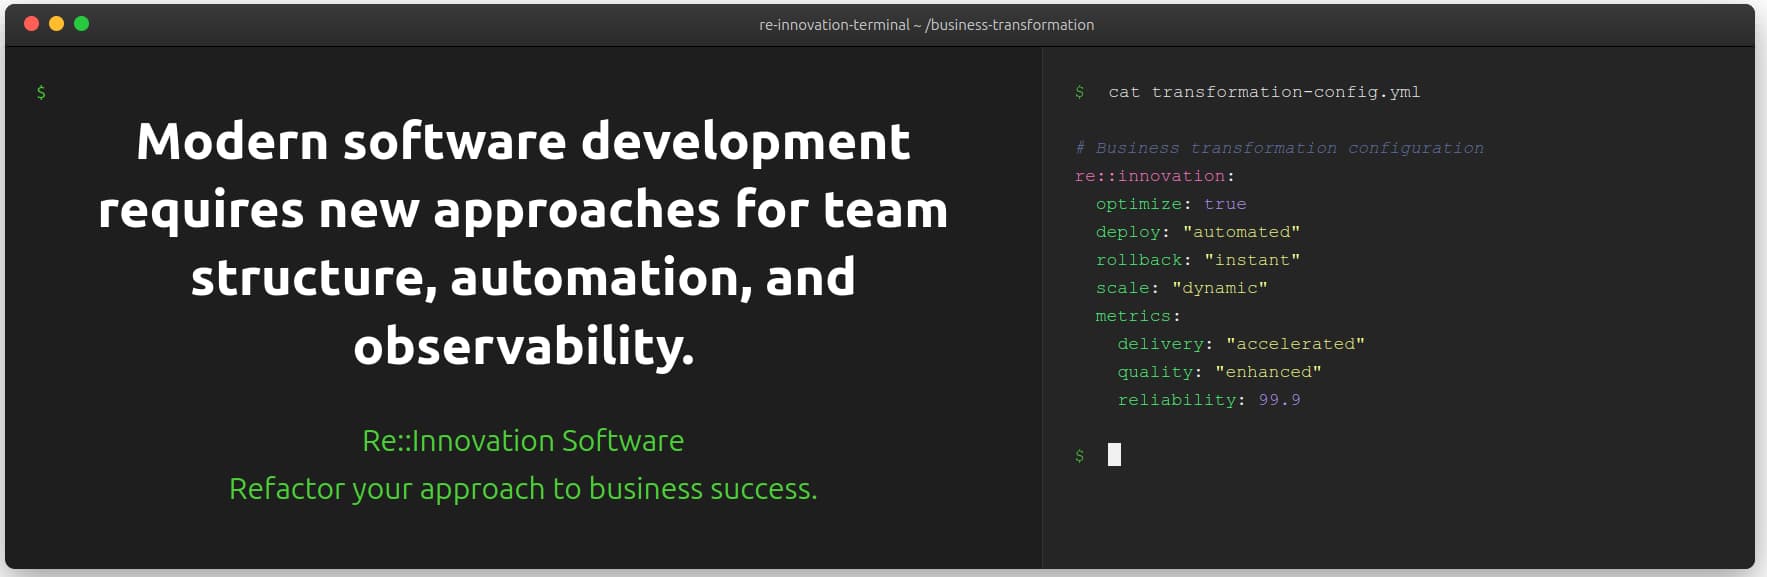 re-innovation-terminal ~ /business-transformation
$
Modern software development
requires new approaches for team
structure, automation, and
observability.
Re::Innovation Software
Refactor your approach to business success.
$ cat transformation-config.yml
# Business transformation configuration
re::innovation:
  optimize: true
  deploy: "automated"
  rollback: "instant"
  scale: "dynamic"
  metrics:
    delivery: "accelerated"
    quality: "enhanced"
    reliability: 99.9
$